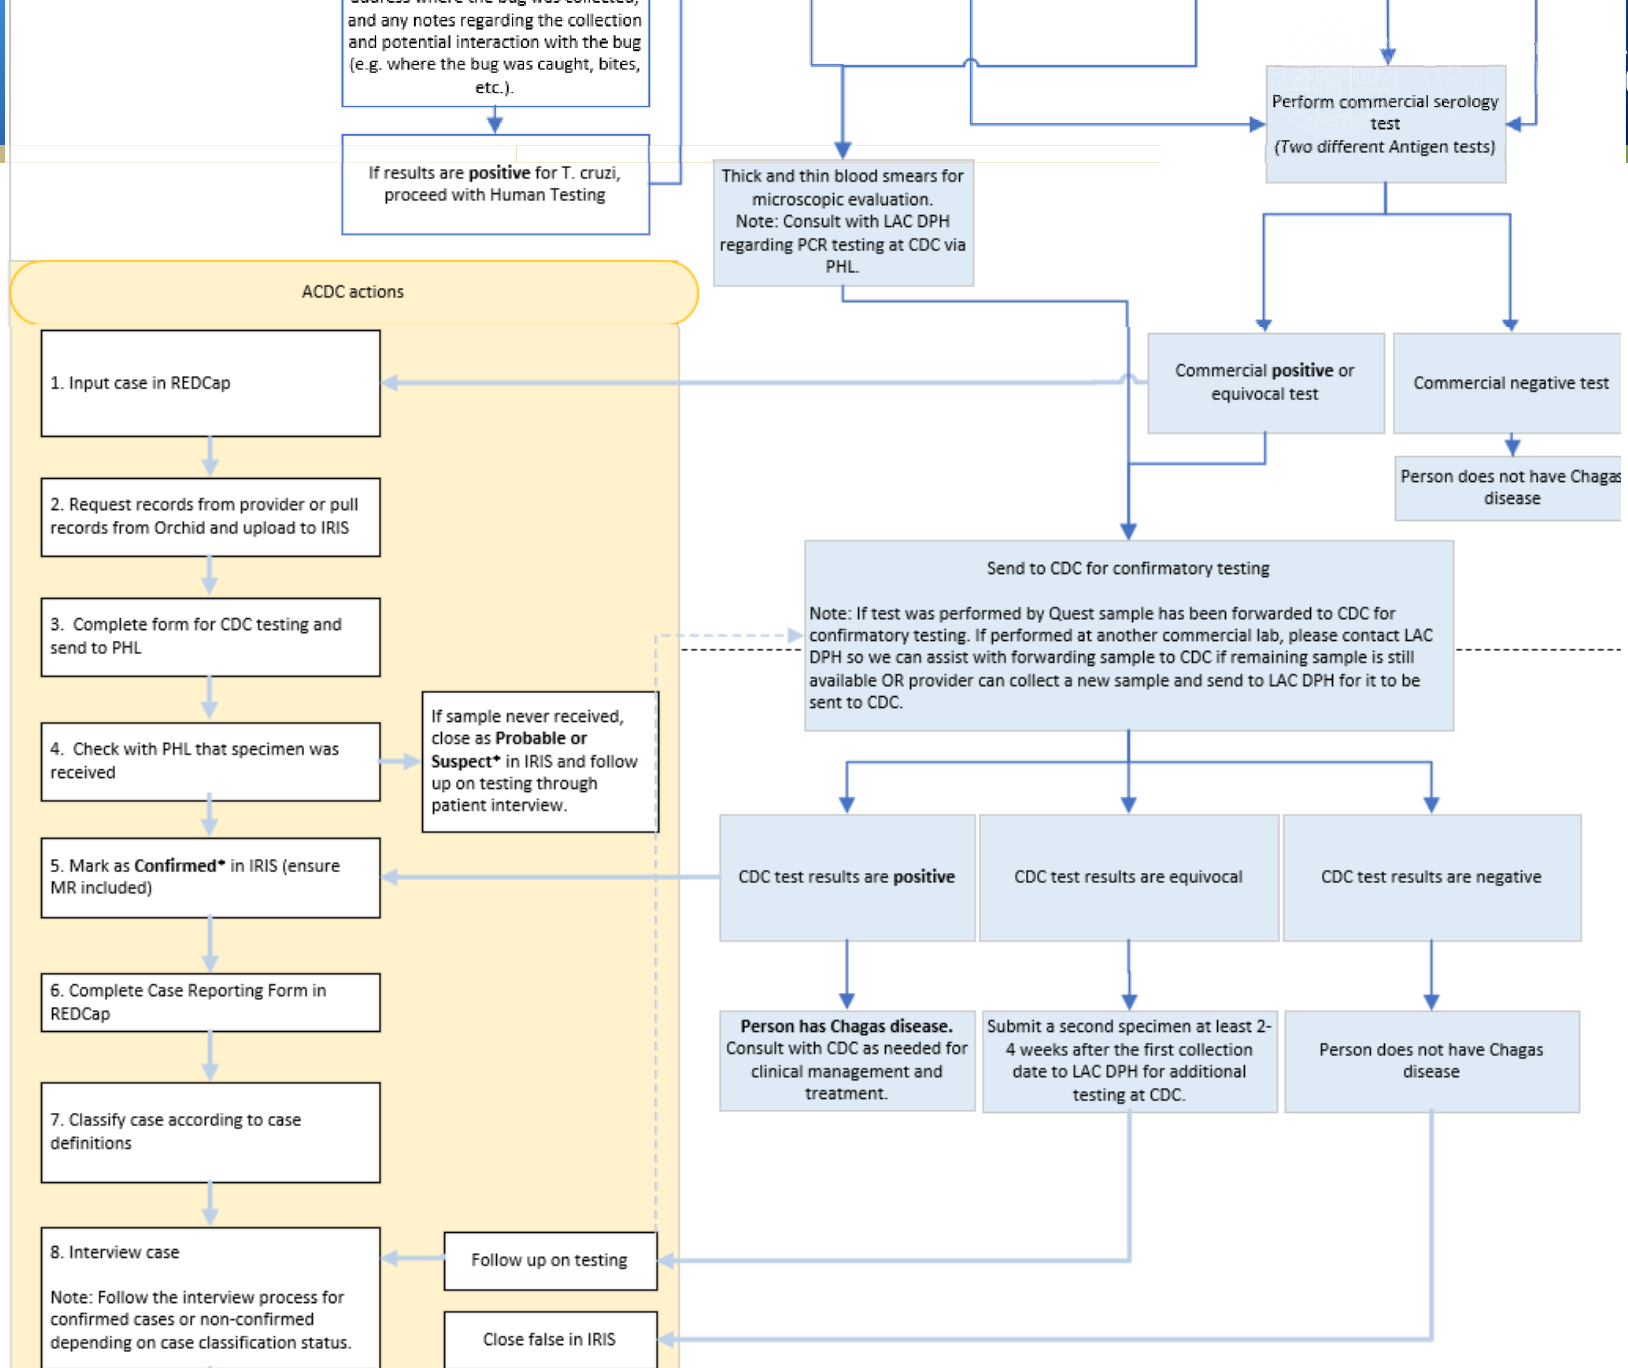 address where the bug was collected,
and any notes regarding the collection
and potential interaction with the bug
(e.g. where the bug was caught, bites,
etc.).
If results are positive for T. cruzi,
proceed with Human Testing
Perform commercial serology
test
(Two different Antigen tests)
Thick and thin blood smears for
microscopic evaluation.
Note: Consult with LAC DPH
regarding PCR testing at CDC via
PHL.
Commercial positive or
equivocal test
Commercial negative test
Person does not have Chagas
disease
Send to CDC for confirmatory testing
Note: If test was performed by Quest sample has been forwarded to CDC for
confirmatory testing. If performed at another commercial lab, please contact LAC
DPH so we can assist with forwarding sample to CDC if remaining sample is still
available OR provider can collect a new sample and send to LAC DPH for it to be
sent to CDC.
CDC test results are positive
CDC test results are equivocal
CDC test results are negative
Person has Chagas disease.
Consult with CDC as needed for
clinical management and
treatment.
Submit a second specimen at least 2-
4 weeks after the first collection
date to LAC DPH for additional
testing at CDC.
Person does not have Chagas
disease
ACDC actions
1. Input case in REDCap
2. Request records from provider or pull
records from Orchid and upload to IRIS
3. Complete form for CDC testing and
send to PHL
4. Check with PHL that specimen was
received
If sample never received,
close as Probable or
Suspect* in IRIS and follow
up on testing through
patient interview.
5. Mark as Confirmed* in IRIS (ensure
MR included)
6. Complete Case Reporting Form in
REDCap
7. Classify case according to case
definitions
8. Interview case
Note: Follow the interview process for
confirmed cases or non-confirmed
depending on case classification status.
Follow up on testing
Close false in IRIS